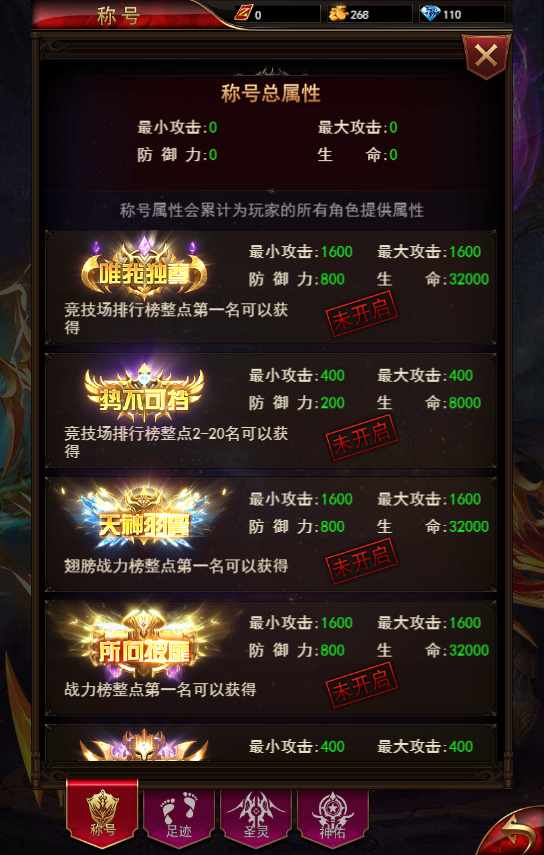 称号
0
268
110
称号总属性
最小攻击:0 最大攻击:0
防御力:0 生命:0
称号属性会累计为玩家的所有角色提供属性
唯我独尊
最小攻击:1600 最大攻击:1600
防御力:800 生命:32000
竞技场排行榜整点第一名可以获
得
未开启
势不可挡
最小攻击:400 最大攻击:400
防御力:200 生命:8000
竞技场排行榜整点2-20名可以获
得
未开启
天神羽翼
最小攻击:1600 最大攻击:1600
防御力:800 生命:32000
翅膀战力榜整点第一名可以获得
未开启
所向披靡
最小攻击:1600 最大攻击:1600
防御力:800 生命:32000
战力榜整点第一名可以获得
未开启
最小攻击:400 最大攻击:400
称号
足迹
圣灵
神佑